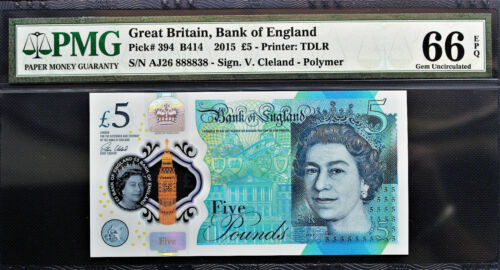 PMG
PAPER MONEY GUARANTY
Great Britain, Bank of England
Pick# 394 B414 2015 £5 - Printer: TDLR
S/N AJ26 888838 - Sign. V. Cleland - Polymer
66 EPQ
Gem Uncirculated
£5
Bank of England
5
Five
Pounds
Five